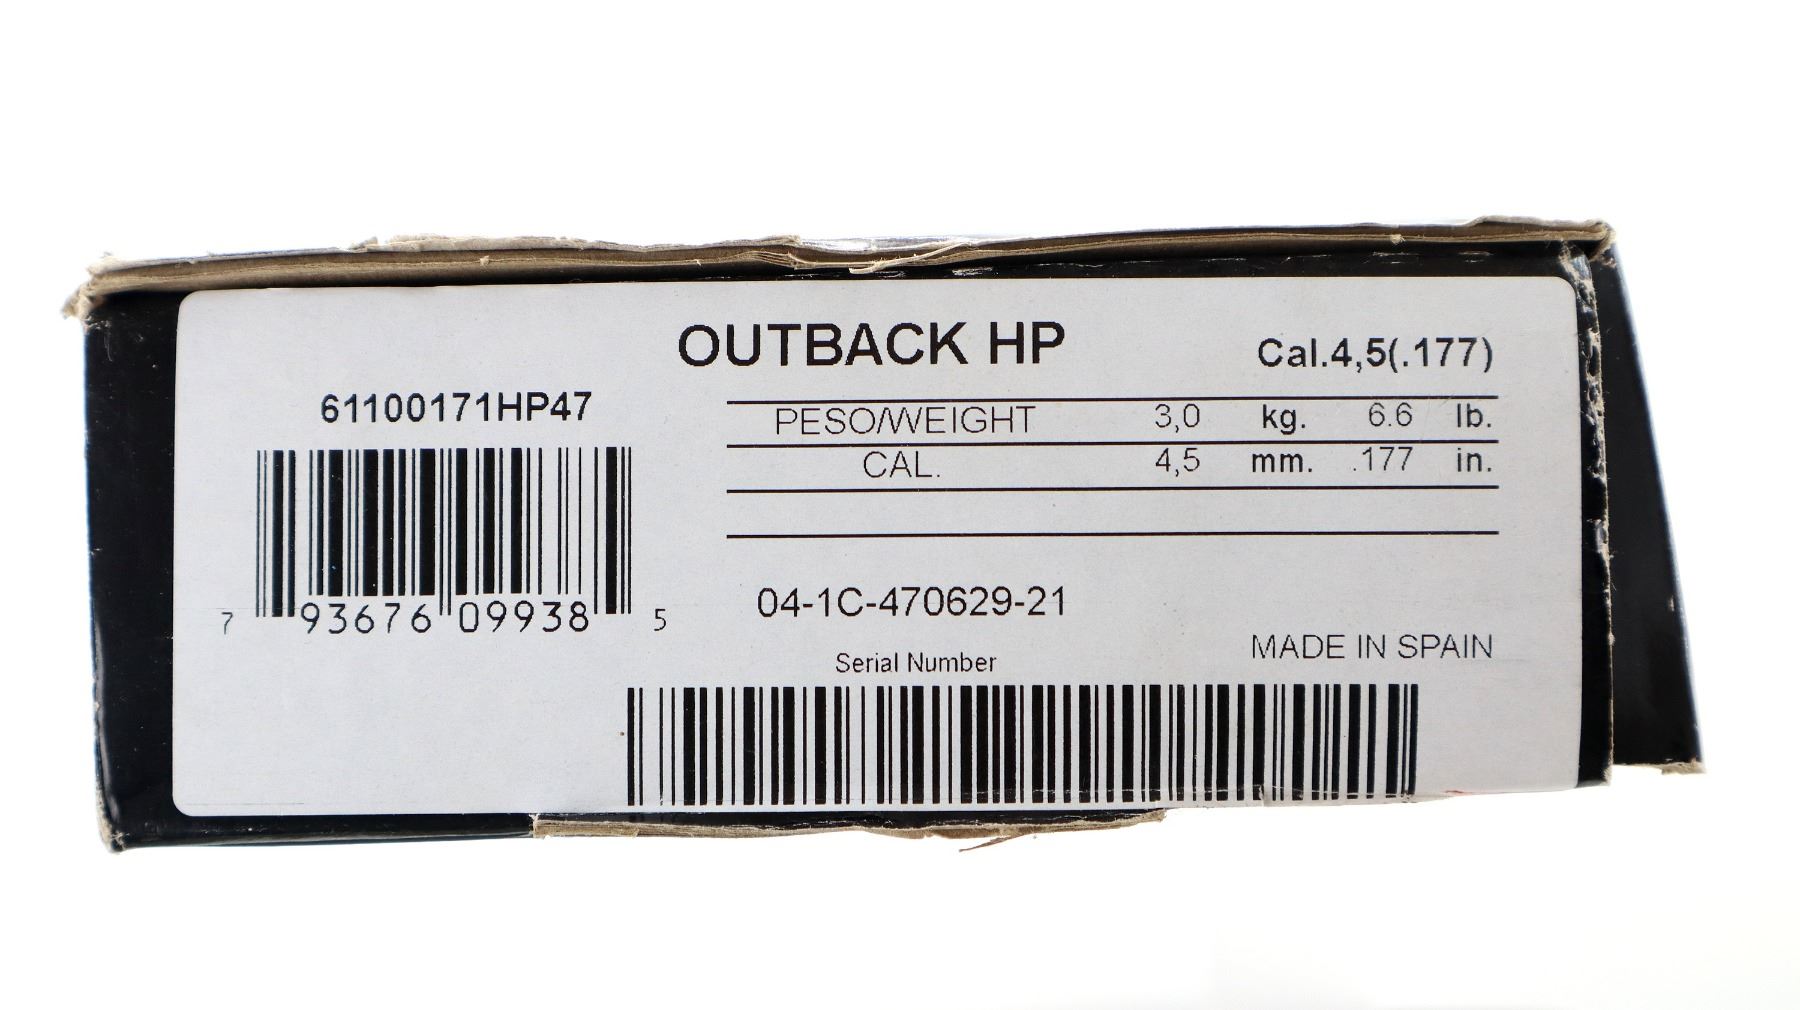 OUTBACK HP
Cal.4,5(.177)
61100171HP47
PESO/WEIGHT 3,0 kg. 6.6 lb.
CAL. 4,5 mm. .177 in.
7 93676 09938 5
04-1C-470629-21
Serial Number
MADE IN SPAIN